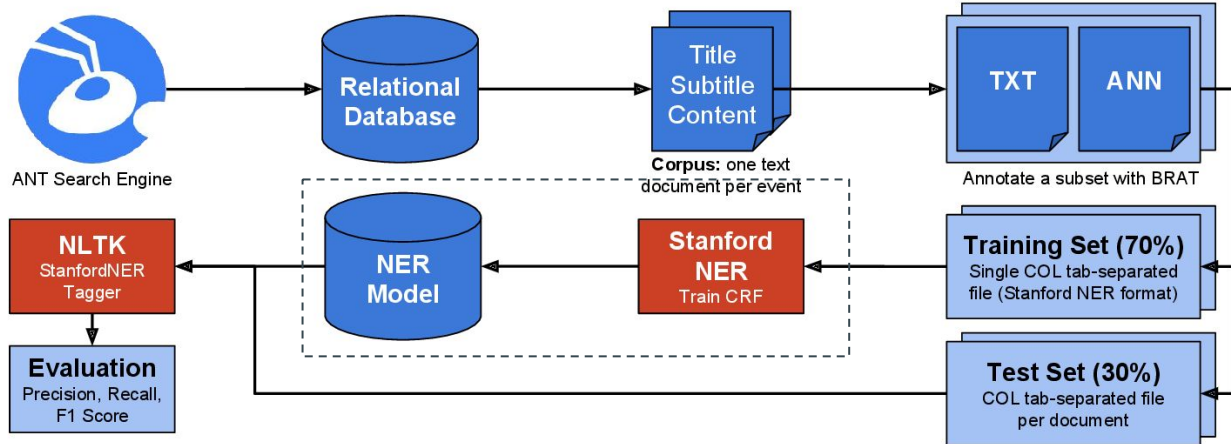 ANT Search Engine
Relational
Database
Title
Subtitle
Content
Corpus: one text
document per event
TXT
ANN
Annotate a subset with BRAT
NLTK
StanfordNER
Tagger
NER
Model
Stanford
NER
Train CRF
Training Set (70%)
Single COL tab-separated
file (Stanford NER format)
Evaluation
Precision, Recall,
F1 Score
Test Set (30%)
COL tab-separated file
per document